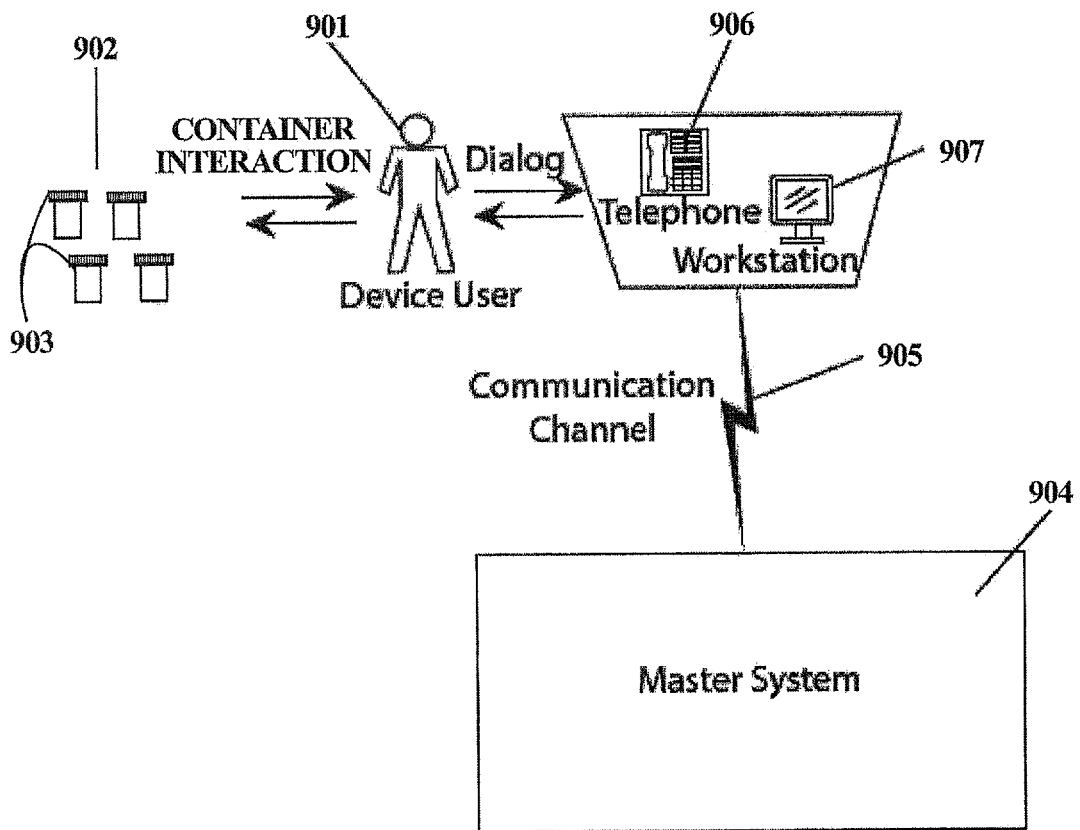 902
901
906
CONTAINER
INTERACTION
Dialog
907
Telephone
Workstation
Device User
903
905
Communication
Channel
904
Master System